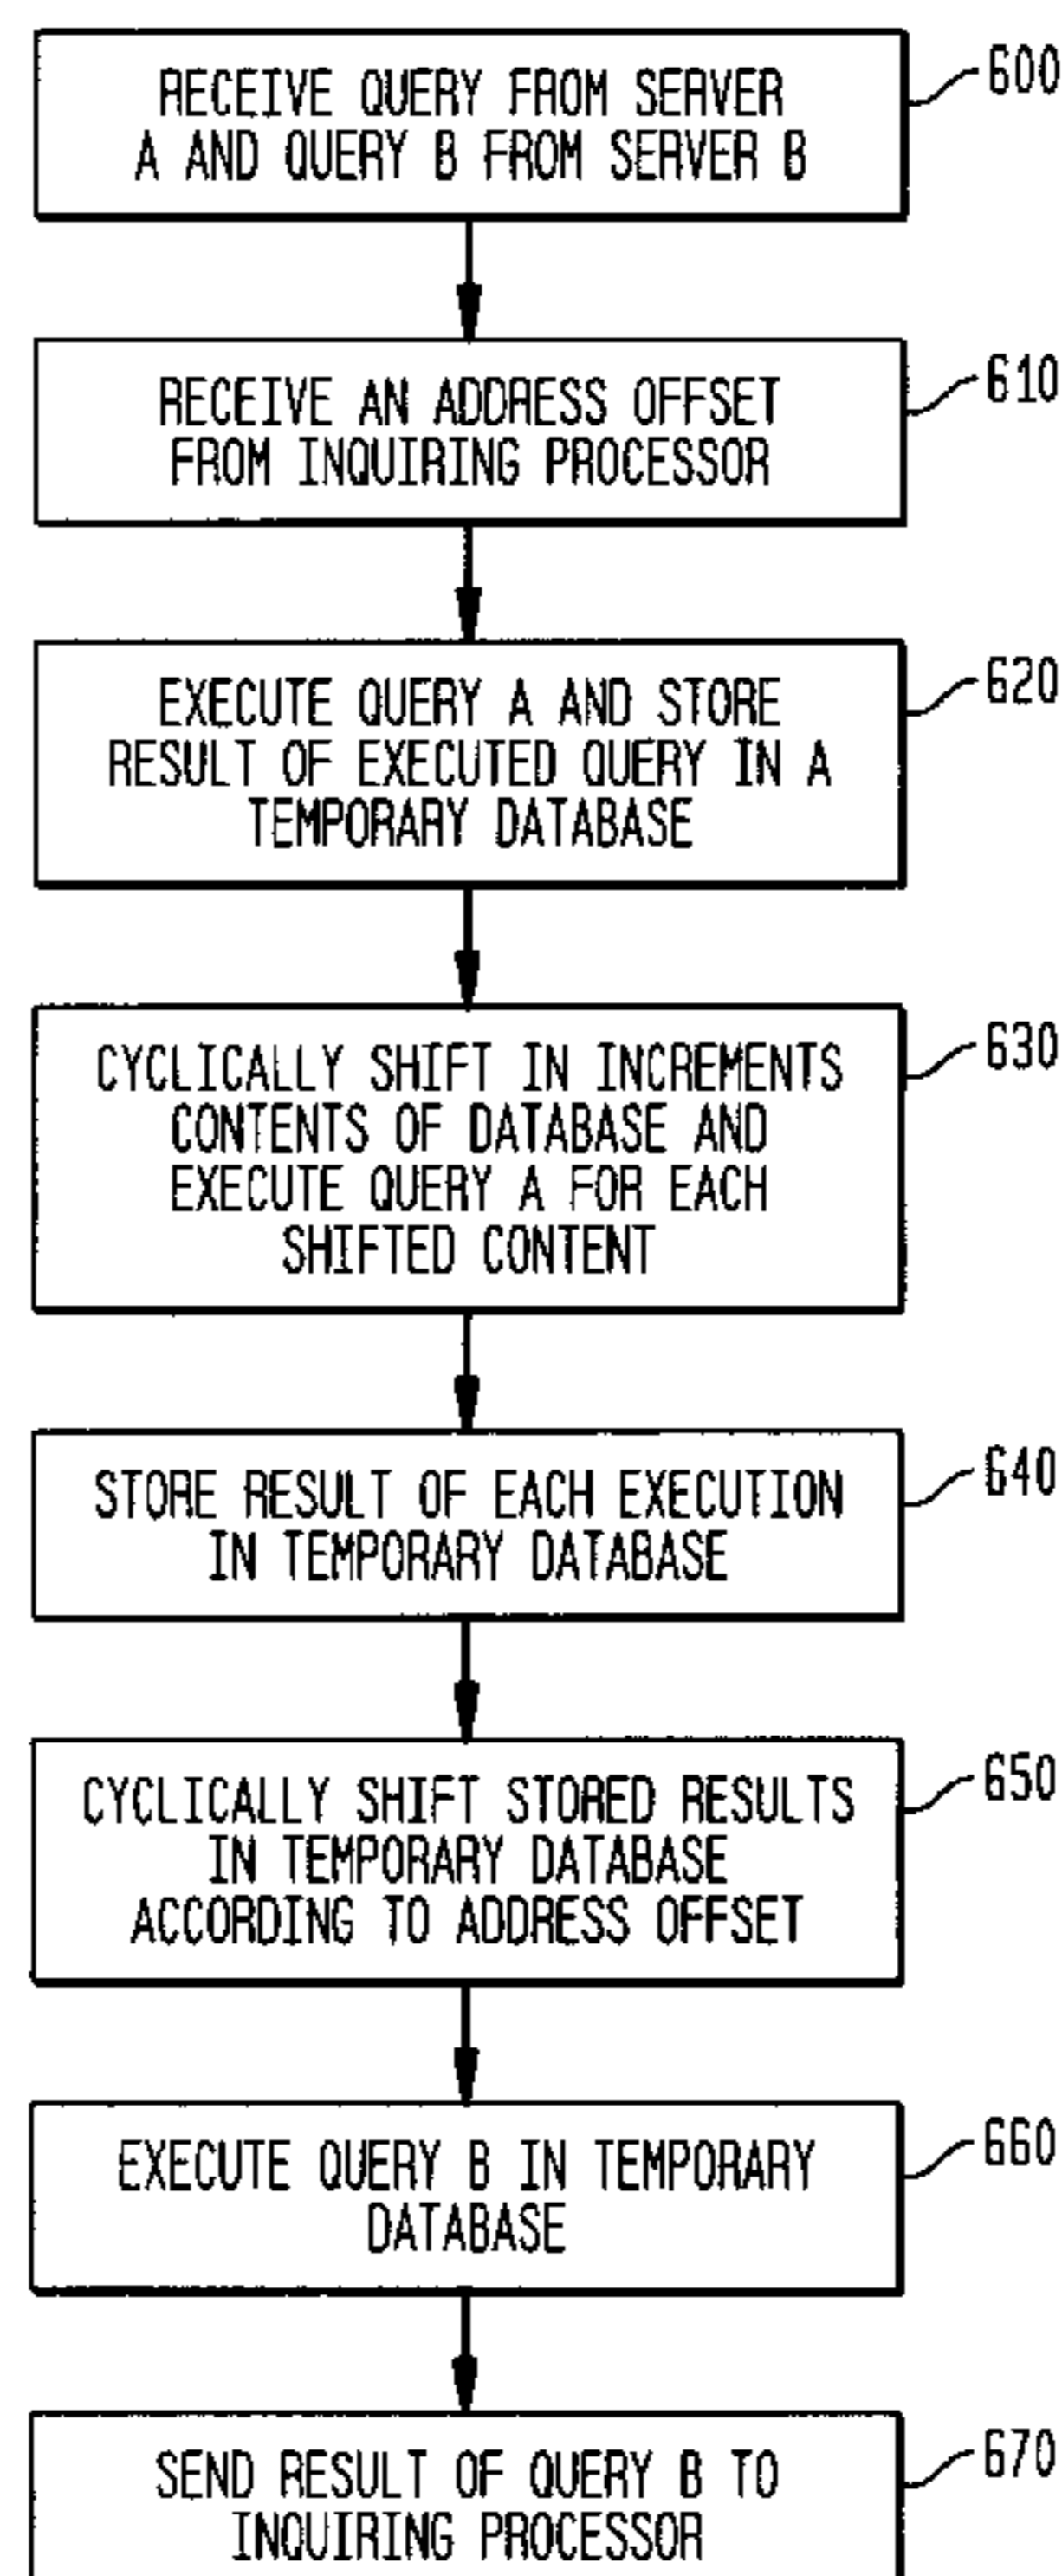 RECEIVE QUERY FROM SERVER
A AND QUERY B FROM SERVER B
600
RECEIVE AN ADDRESS OFFSET
FROM INQUIRING PROCESSOR
610
EXECUTE QUERY A AND STORE
RESULT OF EXECUTED QUERY IN A
TEMPORARY DATABASE
620
CYCLICALLY SHIFT IN INCREMENTS
CONTENTS OF DATABASE AND
EXECUTE QUERY A FOR EACH
SHIFTED CONTENT
630
STORE RESULT OF EACH EXECUTION
IN TEMPORARY DATABASE
640
CYCLICALLY SHIFT STORED RESULTS
IN TEMPORARY DATABASE
ACCORDING TO ADDRESS OFFSET
650
EXECUTE QUERY B IN TEMPORARY
DATABASE
660
SEND RESULT OF QUERY B TO
INQUIRING PROCESSOR
670